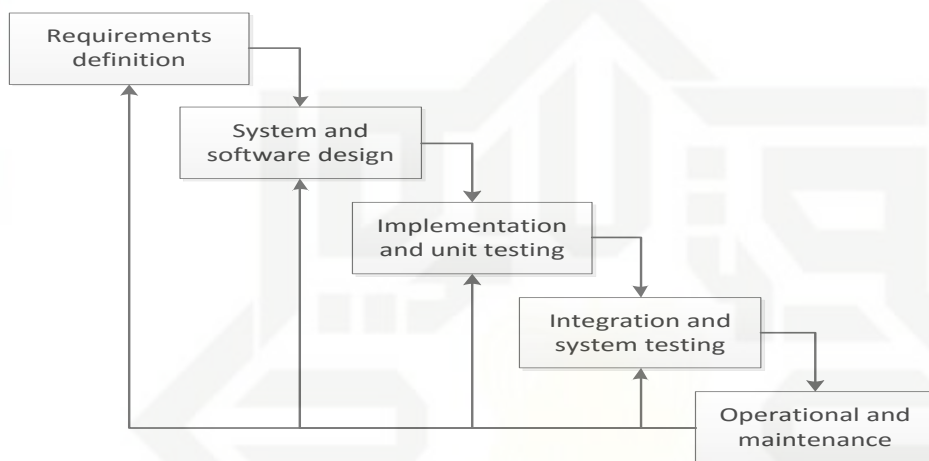 Requirements
definition
System and
software design
Implementation
and unit testing
Integration and
system testing
Operational and
maintenance